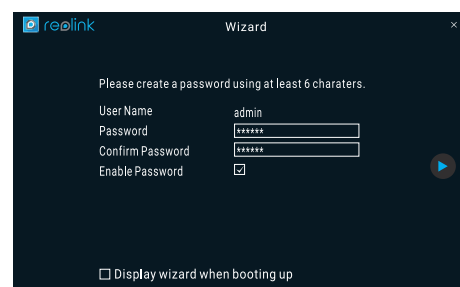 reolink
Wizard
×
Please create a password using at least 6 charaters.
User Name admin
Password ******
Confirm Password ******
Enable Password
Display wizard when booting up